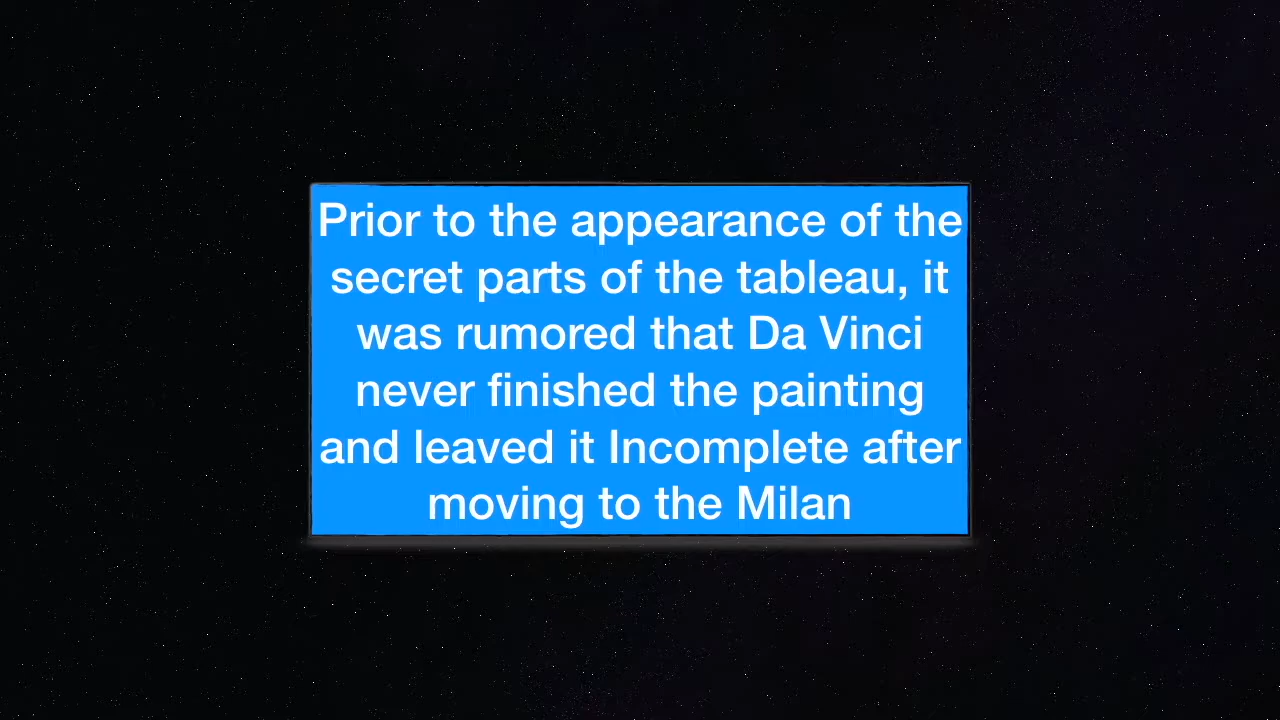 Prior to the appearance of the
secret parts of the tableau, it
was rumored that Da Vinci
never finished the painting
and leaved it Incomplete after
moving to the Milan